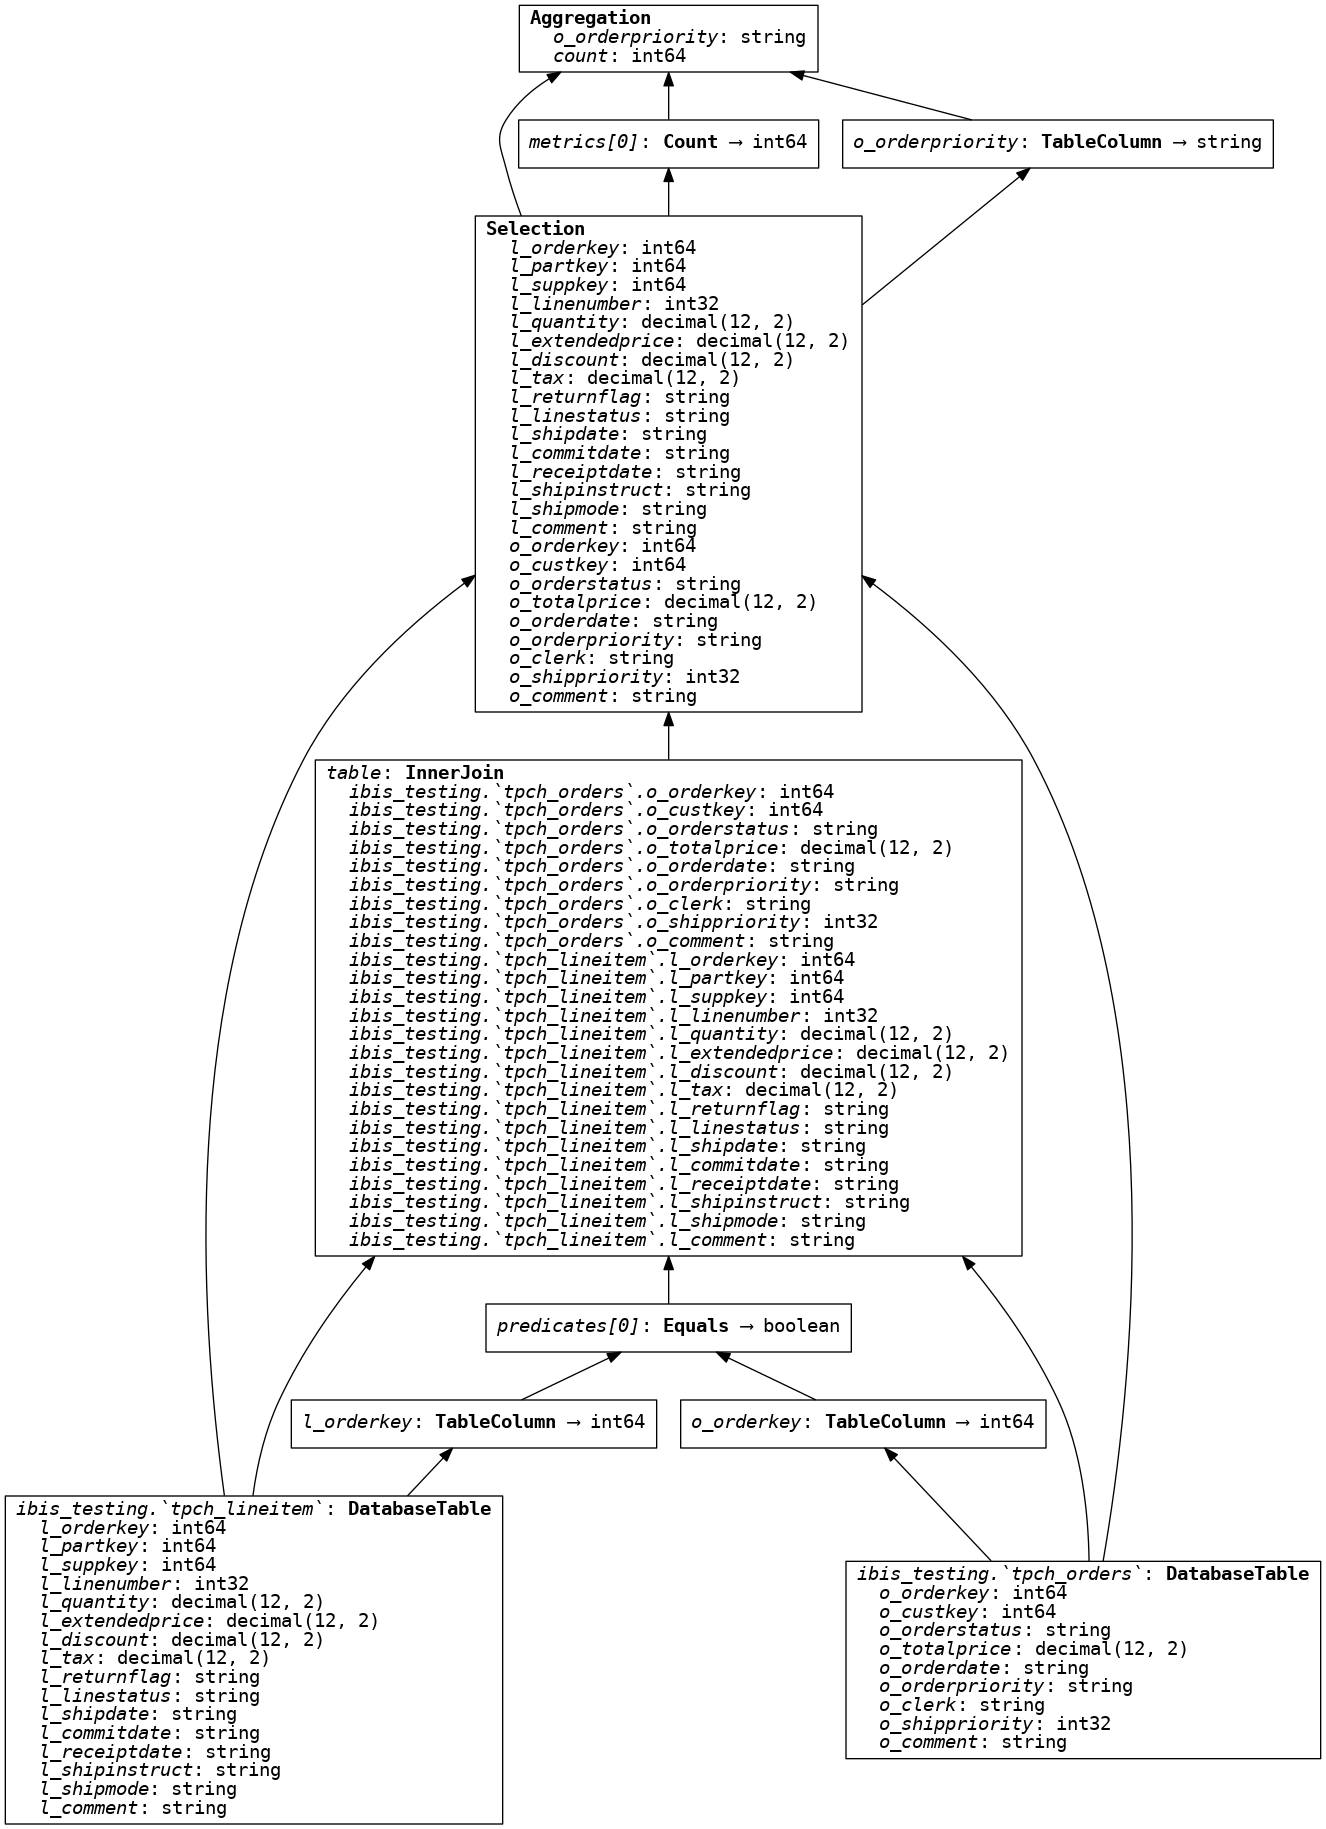 Aggregation
o_orderpriority: string
count: int64
metrics[0]: Count → int64
o_orderpriority: TableColumn → string
Selection
l_orderkey: int64
l_partkey: int64
l_suppkey: int64
l_linenumber: int32
l_quantity: decimal(12, 2)
l_extendedprice: decimal(12, 2)
l_discount: decimal(12, 2)
l_tax: decimal(12, 2)
l_returnflag: string
l_linestatus: string
l_shipdate: string
l_commitdate: string
l_receiptdate: string
l_shipinstruct: string
l_shipmode: string
l_comment: string
o_orderkey: int64
o_custkey: int64
o_orderstatus: string
o_totalprice: decimal(12, 2)
o_orderdate: string
o_orderpriority: string
o_clerk: string
o_shippriority: int32
o_comment: string
table: InnerJoin
ibis_testing.`tpch_orders`.o_orderkey: int64
ibis_testing.`tpch_orders`.o_custkey: int64
ibis_testing.`tpch_orders`.o_orderstatus: string
ibis_testing.`tpch_orders`.o_totalprice: decimal(12, 2)
ibis_testing.`tpch_orders`.o_orderdate: string
ibis_testing.`tpch_orders`.o_orderpriority: string
ibis_testing.`tpch_orders`.o_clerk: string
ibis_testing.`tpch_orders`.o_shippriority: int32
ibis_testing.`tpch_orders`.o_comment: string
ibis_testing.`tpch_lineitem`.l_orderkey: int64
ibis_testing.`tpch_lineitem`.l_partkey: int64
ibis_testing.`tpch_lineitem`.l_suppkey: int64
ibis_testing.`tpch_lineitem`.l_linenumber: int32
ibis_testing.`tpch_lineitem`.l_quantity: decimal(12, 2)
ibis_testing.`tpch_lineitem`.l_extendedprice: decimal(12, 2)
ibis_testing.`tpch_lineitem`.l_discount: decimal(12, 2)
ibis_testing.`tpch_lineitem`.l_tax: decimal(12, 2)
ibis_testing.`tpch_lineitem`.l_returnflag: string
ibis_testing.`tpch_lineitem`.l_linestatus: string
ibis_testing.`tpch_lineitem`.l_shipdate: string
ibis_testing.`tpch_lineitem`.l_commitdate: string
ibis_testing.`tpch_lineitem`.l_receiptdate: string
ibis_testing.`tpch_lineitem`.l_shipinstruct: string
ibis_testing.`tpch_lineitem`.l_shipmode: string
ibis_testing.`tpch_lineitem`.l_comment: string
predicates[0]: Equals → boolean
l_orderkey: TableColumn → int64
o_orderkey: TableColumn → int64
ibis_testing.`tpch_lineitem`: DatabaseTable
l_orderkey: int64
l_partkey: int64
l_suppkey: int64
l_linenumber: int32
l_quantity: decimal(12, 2)
l_extendedprice: decimal(12, 2)
l_discount: decimal(12, 2)
l_tax: decimal(12, 2)
l_returnflag: string
l_linestatus: string
l_shipdate: string
l_commitdate: string
l_receiptdate: string
l_shipinstruct: string
l_shipmode: string
l_comment: string
ibis_testing.`tpch_orders`: DatabaseTable
o_orderkey: int64
o_custkey: int64
o_orderstatus: string
o_totalprice: decimal(12, 2)
o_orderdate: string
o_orderpriority: string
o_clerk: string
o_shippriority: int32
o_comment: string